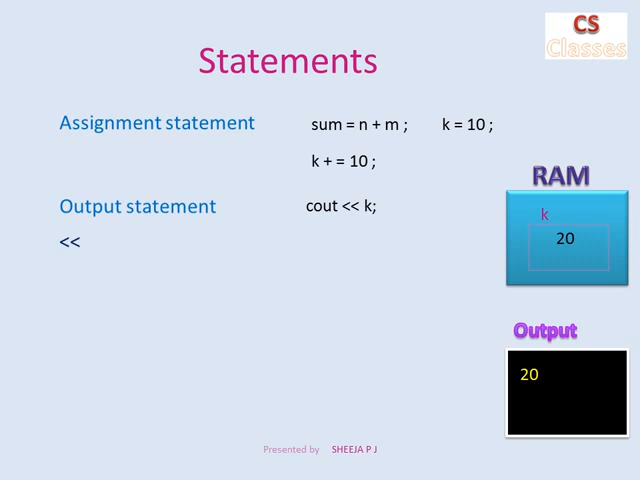 CS
Classes
Statements
Assignment statement
sum = n + m ;
k = 10 ;
k + = 10 ;
RAM
Output statement
cout << k;
k
<<
20
Output
20
Presented by SHEEJA P J